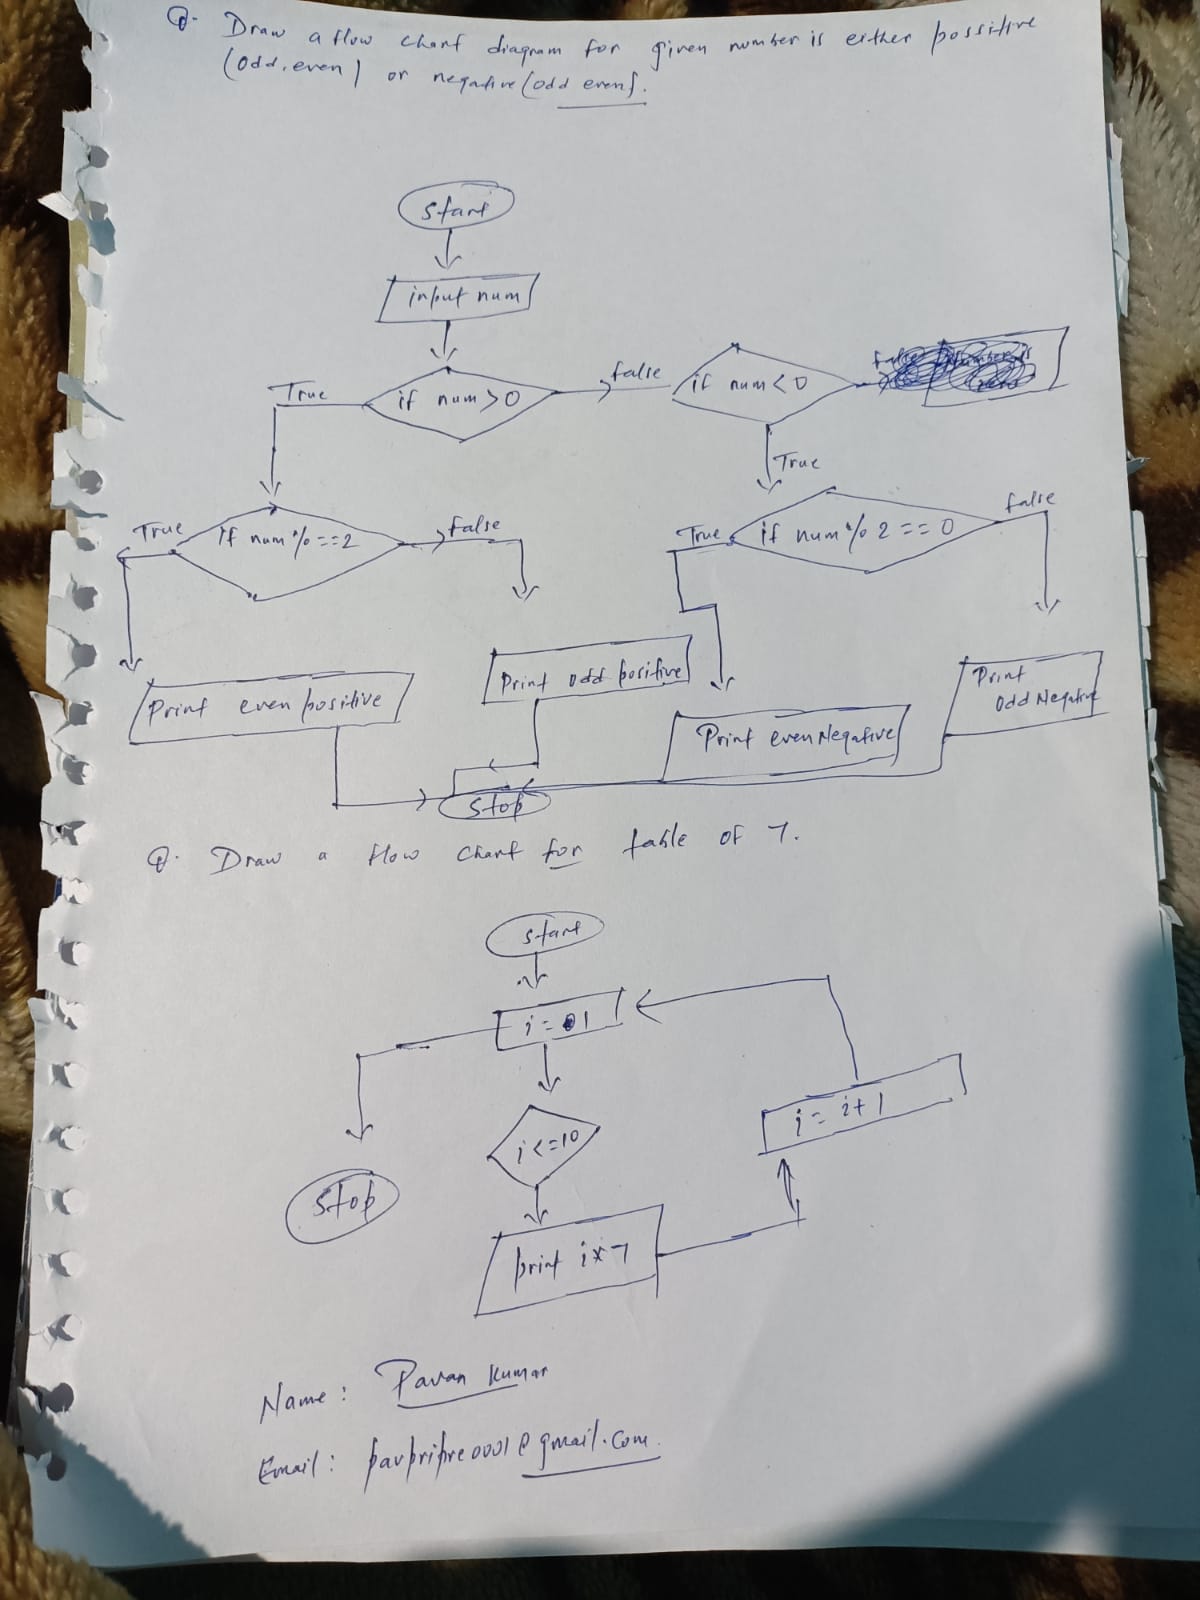 Q. Draw a flow chart diagram for given number is either possitive
(odd, even) or negative (odd even).
Start
input num
True
if num > 0
false
if num < 0
True
True
if num % == 2
false
True
if num % 2 == 0
false
Print even positive
Print odd positive
Print even Negative
Print
odd Negative
Stop
Q. Draw a flow chart for table of 7.
start
i = 1
i <= 10
i = i + 1
Stop
print i x 7
Name : Pavan Kumar
Email : pavpripre0001@gmail.com.